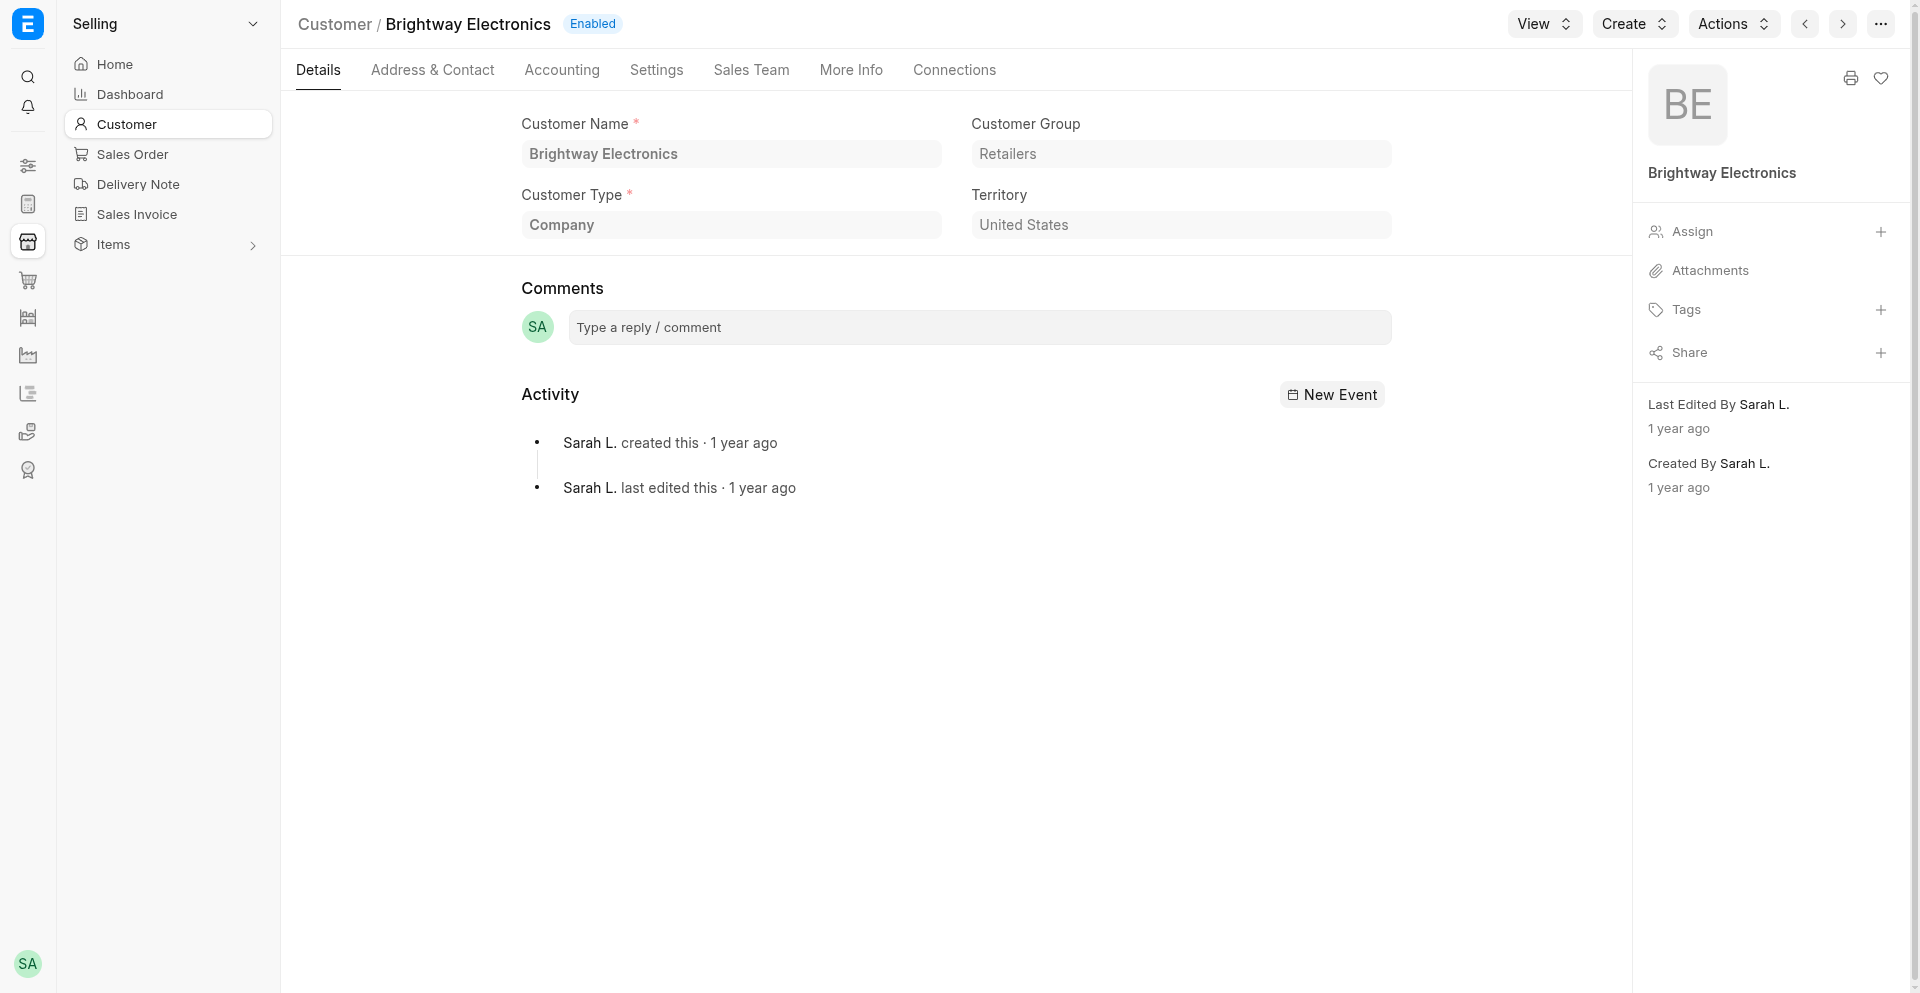 Selling
Customer / Brightway Electronics Enabled
View
Create
Actions
Home
Dashboard
Customer
Sales Order
Delivery Note
Sales Invoice
Items
SA
Details Address & Contact Accounting Settings Sales Team More Info Connections
Customer Name *
Brightway Electronics
Customer Group
Retailers
Customer Type *
Company
Territory
United States
Comments
SA
Type a reply / comment
Activity
New Event
Sarah L. created this · 1 year ago
Sarah L. last edited this · 1 year ago
BE
Brightway Electronics
Assign
Attachments
Tags
Share
Last Edited By Sarah L.
1 year ago
Created By Sarah L.
1 year ago